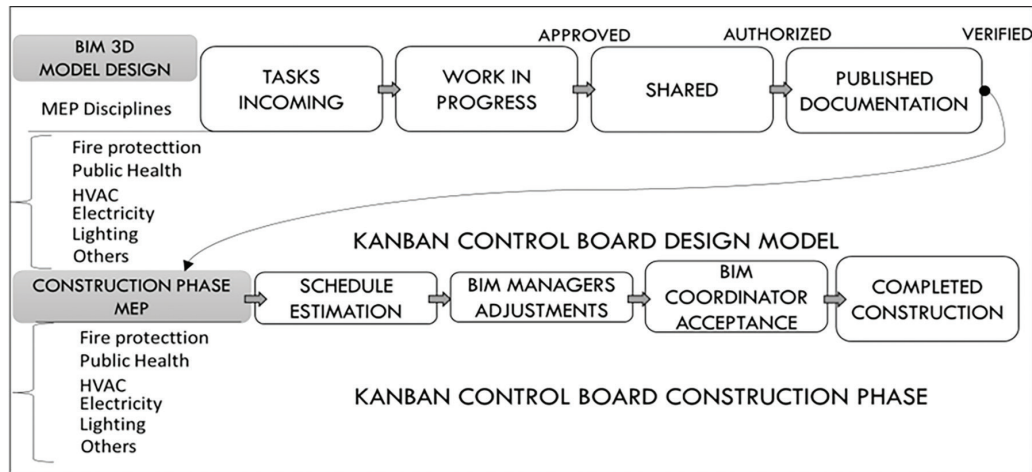 BIM 3D
MODEL DESIGN
APPROVED
AUTHORIZED
VERIFIED
TASKS
INCOMING
WORK IN
PROGRESS
SHARED
PUBLISHED
DOCUMENTATION
MEP Disciplines
Fire protecttion
Public Health
HVAC
Electricity
Lighting
Others
KANBAN CONTROL BOARD DESIGN MODEL
CONSTRUCTION PHASE
MEP
SCHEDULE
ESTIMATION
BIM MANAGERS
ADJUSTMENTS
BIM
COORDINATOR
ACCEPTANCE
COMPLETED
CONSTRUCTION
Fire protecttion
Public Health
HVAC
Electricity
Lighting
Others
KANBAN CONTROL BOARD CONSTRUCTION PHASE